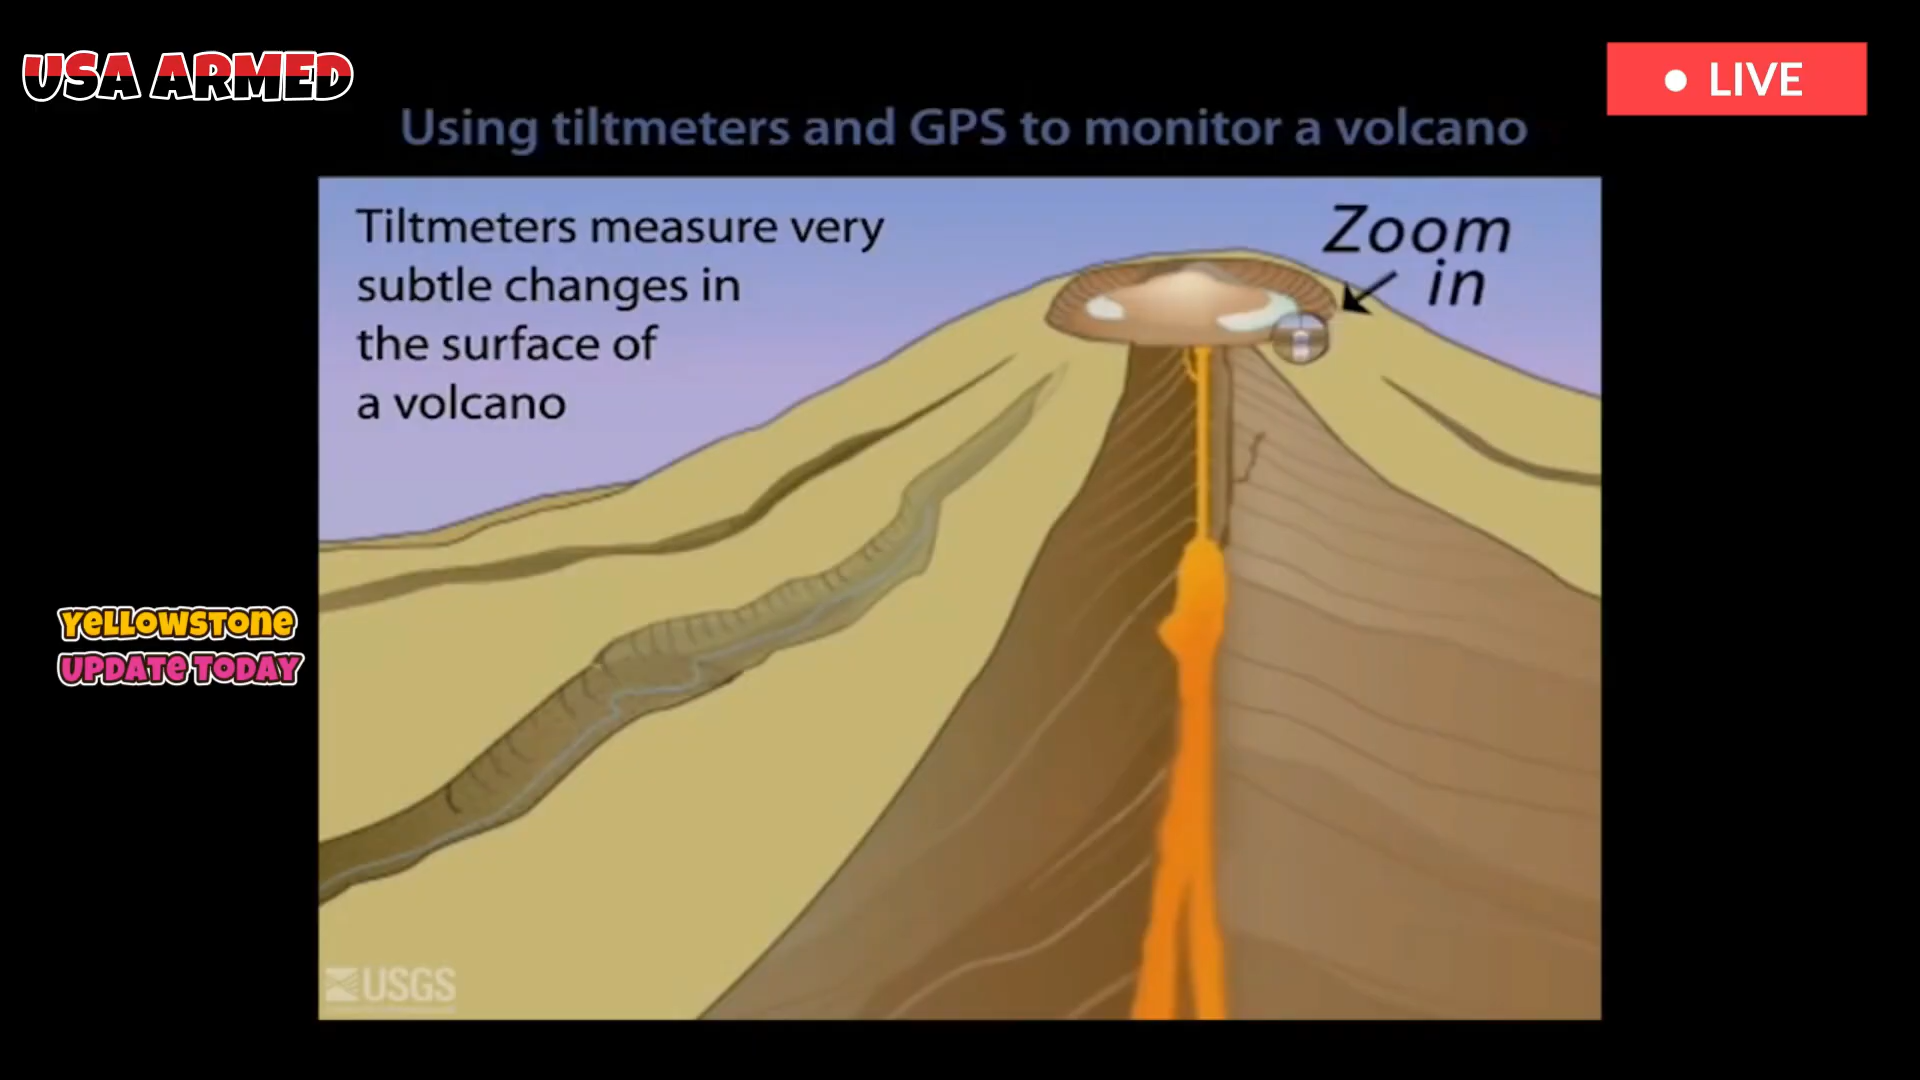 USA ARMED
LIVE
Using tiltmeters and GPS to monitor a volcano
Tiltmeters measure very
subtle changes in
the surface of
a volcano
Zoom
in
YELLOWSTONE
UPDATE TODAY
USGS